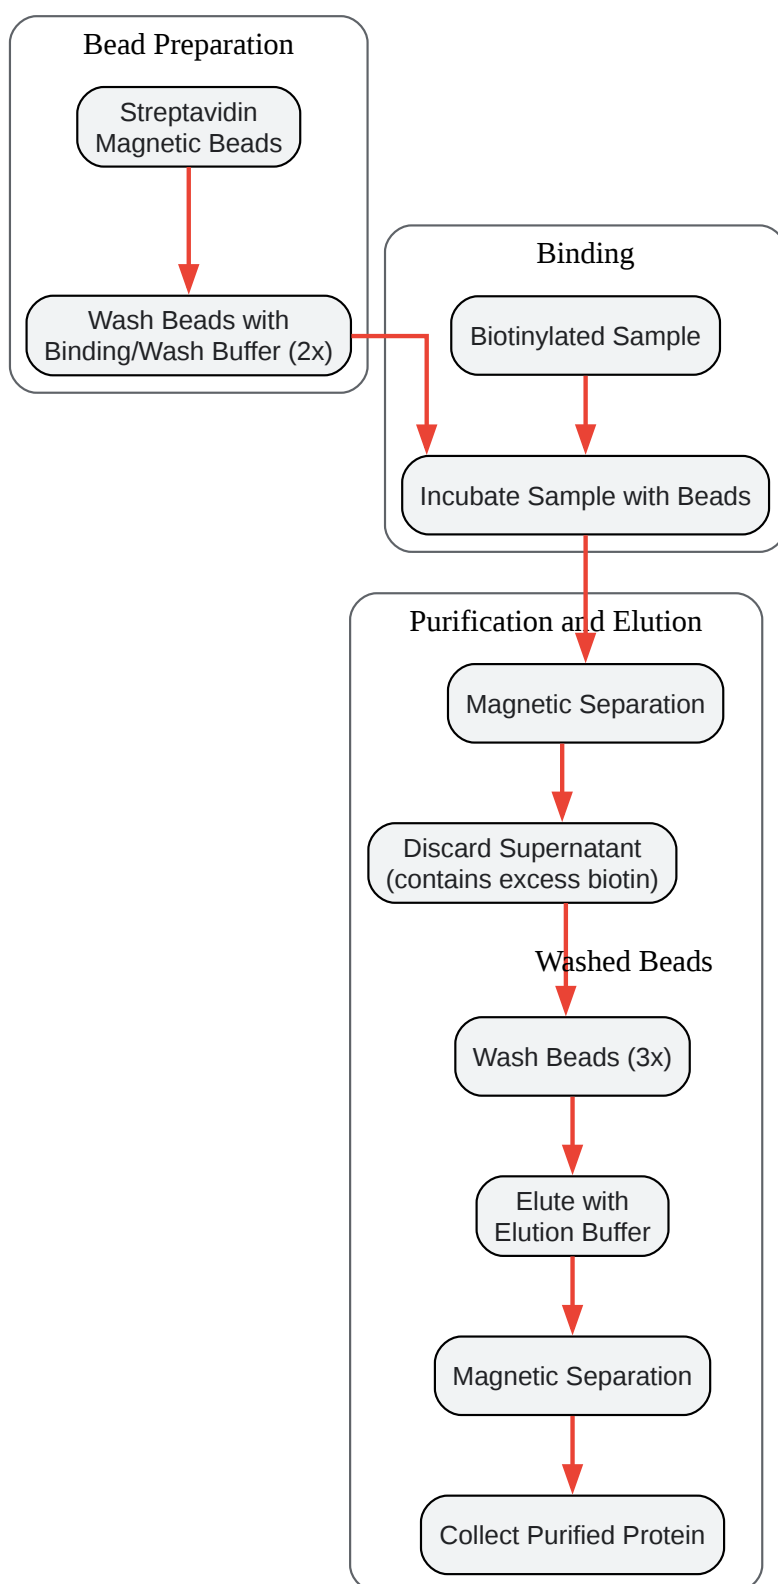 Bead Preparation
Streptavidin
Magnetic Beads
Wash Beads with
Binding/Wash Buffer (2x)
Binding
Biotinylated Sample
Incubate Sample with Beads
Purification and Elution
Magnetic Separation
Discard Supernatant
(contains excess biotin)
Washed Beads
Wash Beads (3x)
Elute with
Elution Buffer
Magnetic Separation
Collect Purified Protein